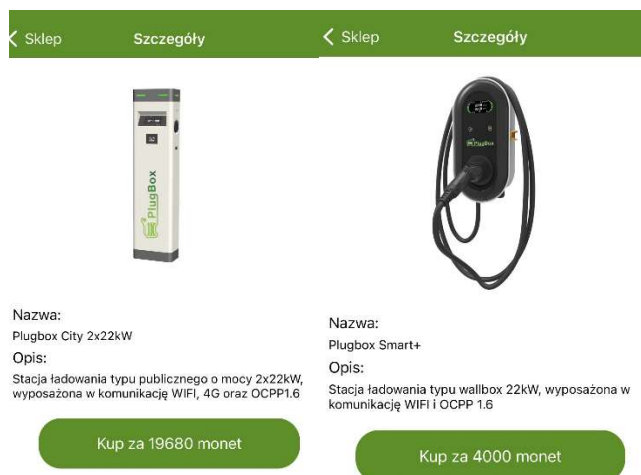 Sklep
Szczegóły
PlugBox
Nazwa:
Plugbox City 2x22kW
Opis:
Stacja ładowania typu publicznego o mocy 2x22kW,
wyposażona w komunikację WIFI, 4G oraz OCPP1.6
Kup za 19680 monet
Sklep
Szczegóły
PlugBox
Nazwa:
Plugbox Smart+
Opis:
Stacja ładowania typu wallbox 22kW, wyposażona w
komunikację WIFI i OCPP 1.6
Kup za 4000 monet